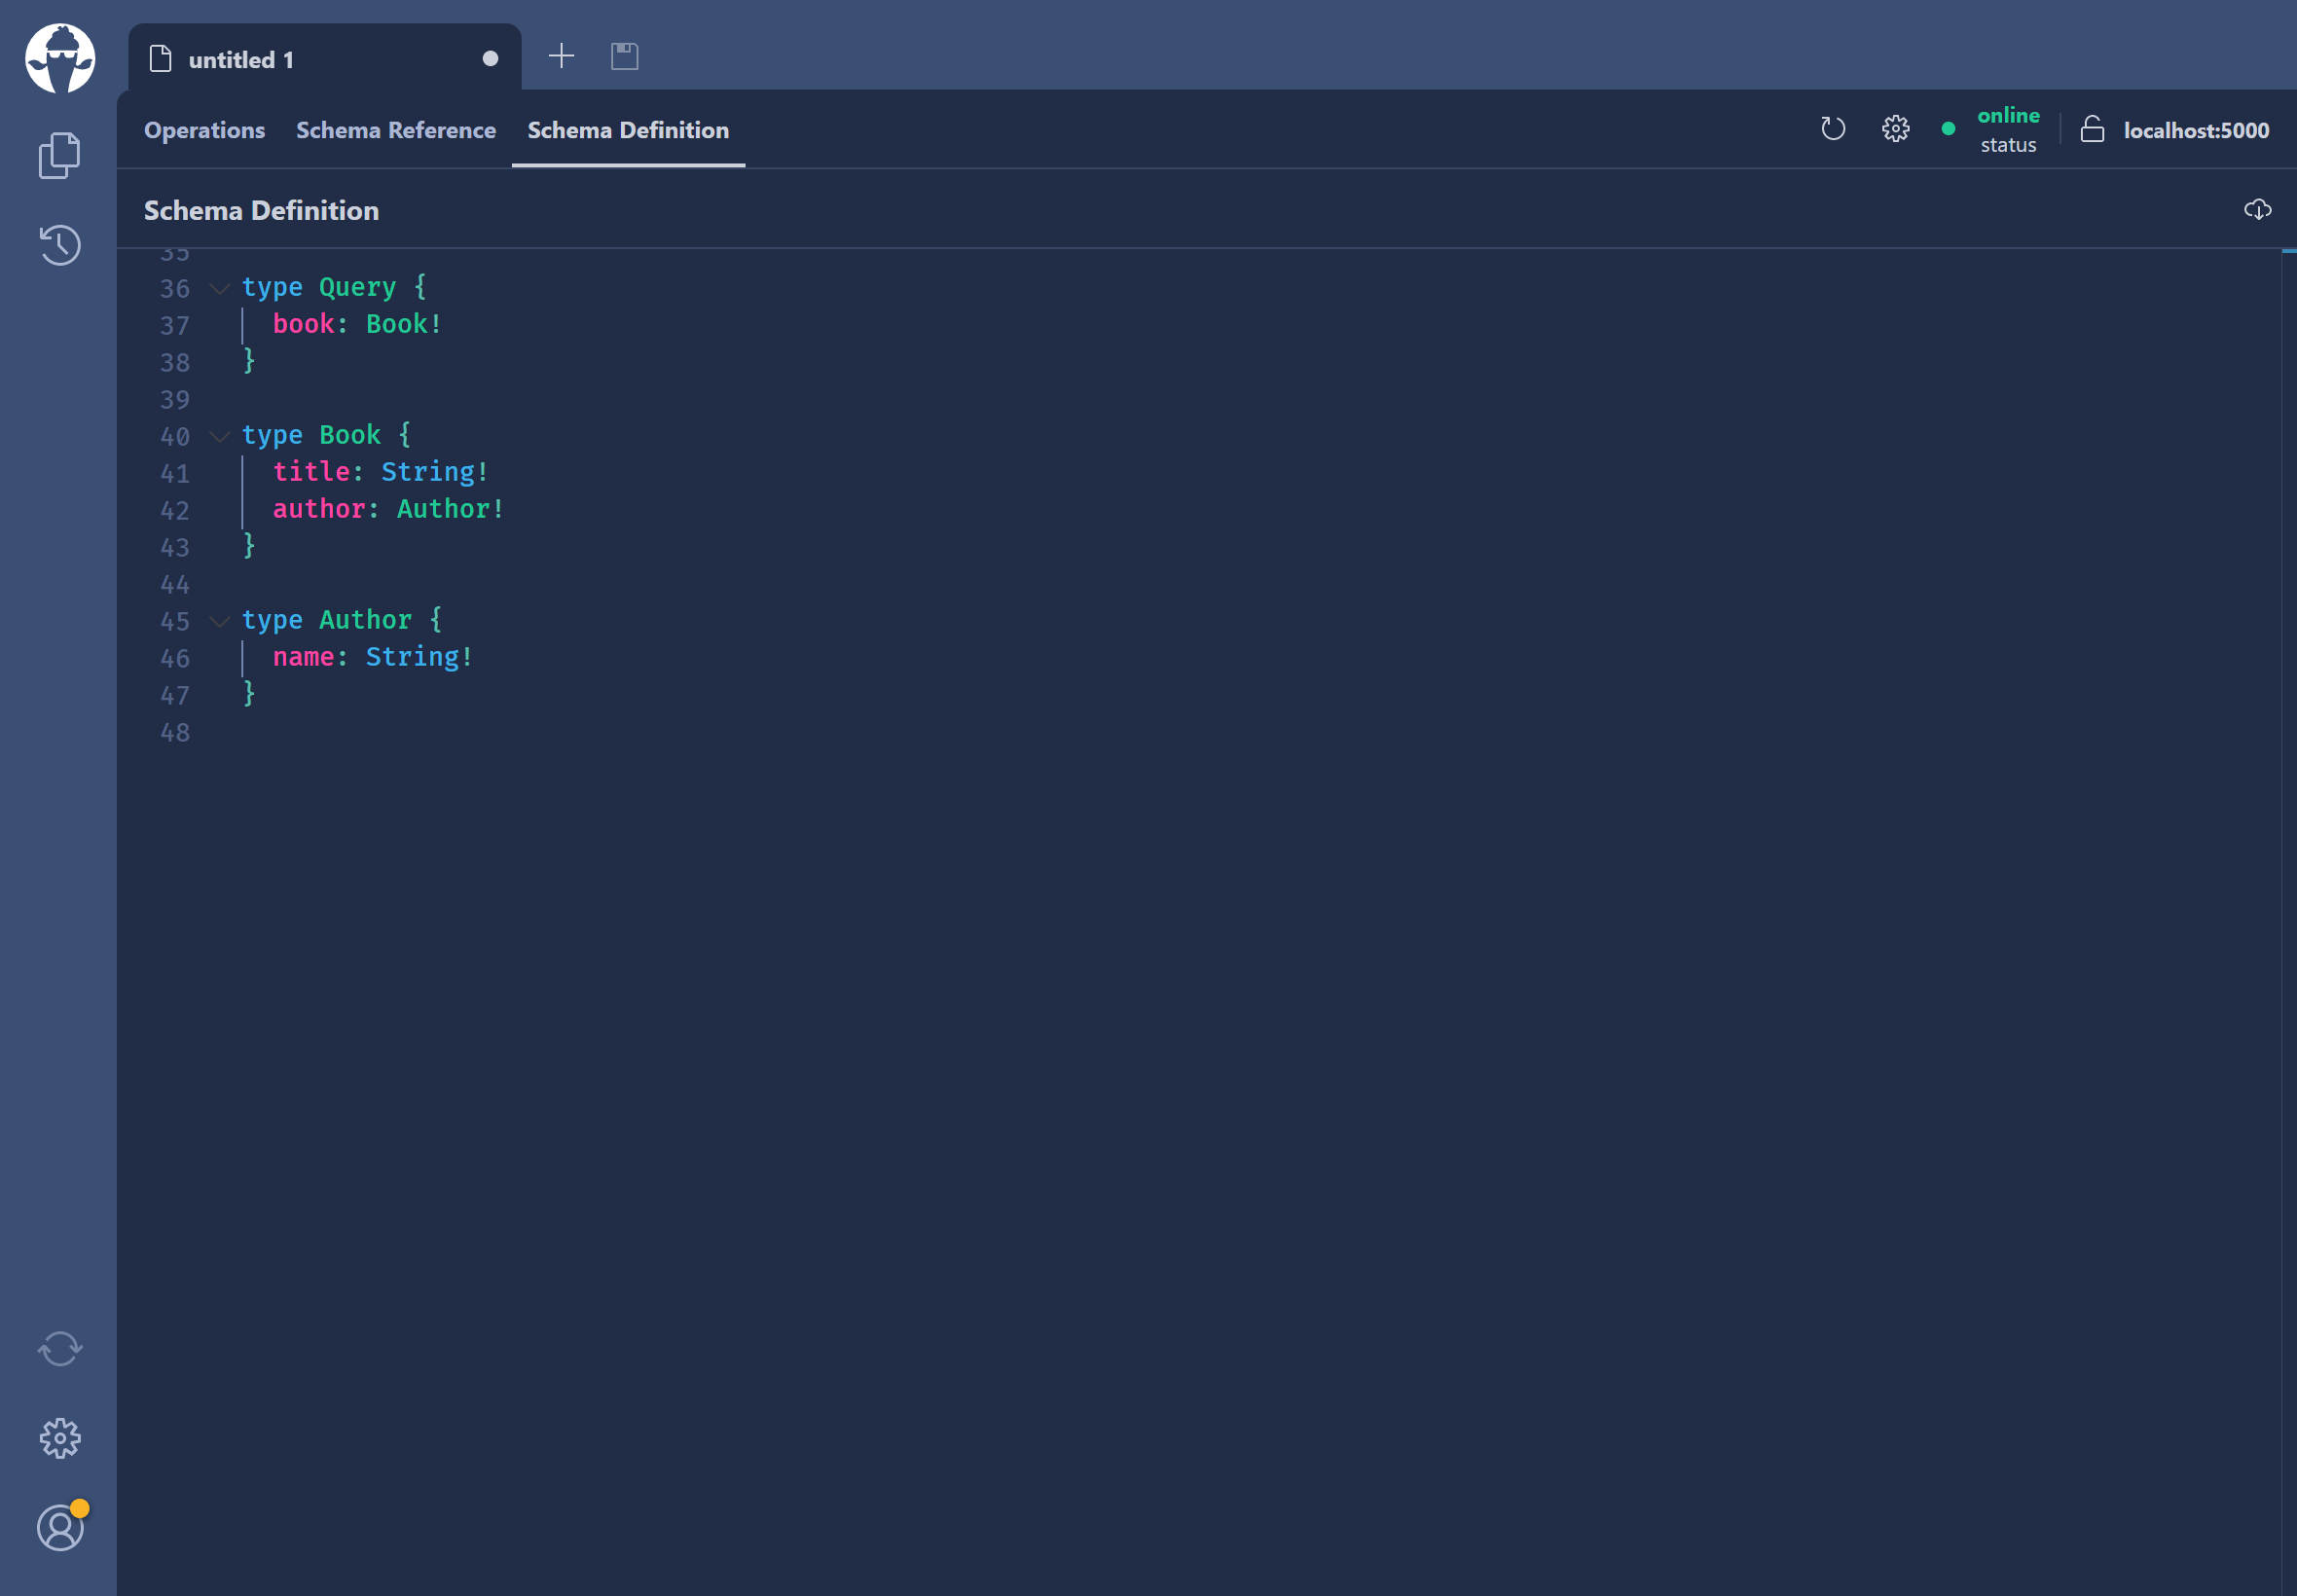 untitled 1
Operations Schema Reference Schema Definition online status localhost:5000
Schema Definition
35
36 type Query {
37   book: Book!
38 }
39
40 type Book {
41   title: String!
42   author: Author!
43 }
44
45 type Author {
46   name: String!
47 }
48